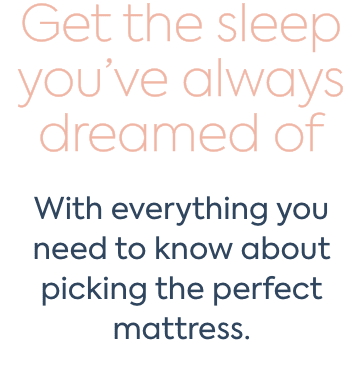 Get the sleep
you’ve always
dreamed of
With everything you
need to know about
picking the perfect
mattress.